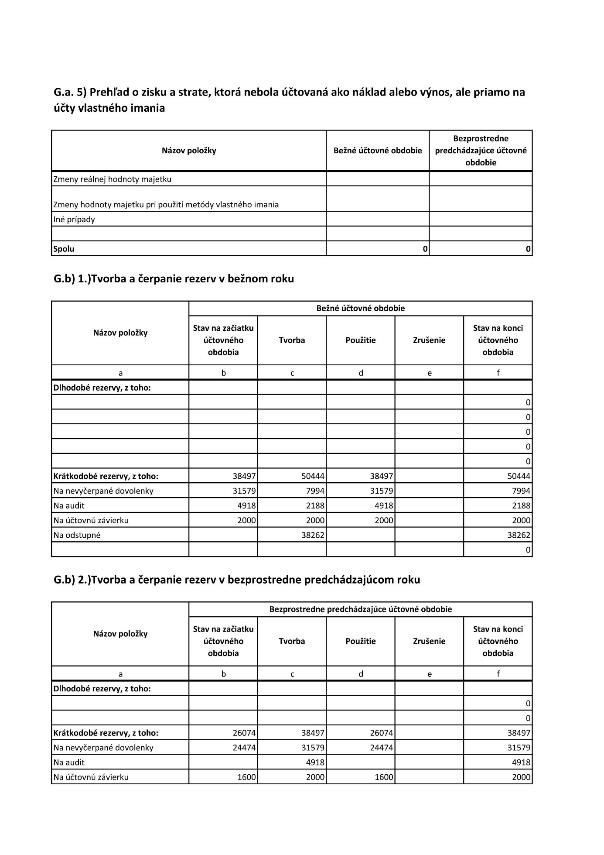 G.a. 5) Prehľad o zisku a strate, ktorá nebola účtovaná ako náklad alebo výnos, ale priamo na
účty vlastného imania
Názov položky Bežné účtovné obdobie Bezprostredne predchádzajúce účtovné obdobie
Zmeny reálnej hodnoty majetku
Zmeny hodnoty majetku pri použití metódy vlastného imania
Iné prípady
Spolu 0 0
G.b) 1.)Tvorba a čerpanie rezerv v bežnom roku
Názov položky Bežné účtovné obdobie
Stav na začiatku účtovného obdobia Tvorba Použitie Zrušenie Stav na konci účtovného obdobia
a b c d e f
Dlhodobé rezervy, z toho:
0
0
0
0
0
Krátkodobé rezervy, z toho: 38497 50444 38497 50444
Na nevyčerpané dovolenky 31579 7994 31579 7994
Na audit 4918 2188 4918 2188
Na účtovnú závierku 2000 2000 2000 2000
Na odstupné 38262 38262
0
G.b) 2.)Tvorba a čerpanie rezerv v bezprostredne predchádzajúcom roku
Názov položky Bezprostredne predchádzajúce účtovné obdobie
Stav na začiatku účtovného obdobia Tvorba Použitie Zrušenie Stav na konci účtovného obdobia
a b c d e f
Dlhodobé rezervy, z toho:
0
0
Krátkodobé rezervy, z toho: 26074 38497 26074 38497
Na nevyčerpané dovolenky 24474 31579 24474 31579
Na audit 4918 4918
Na účtovnú závierku 1600 2000 1600 2000